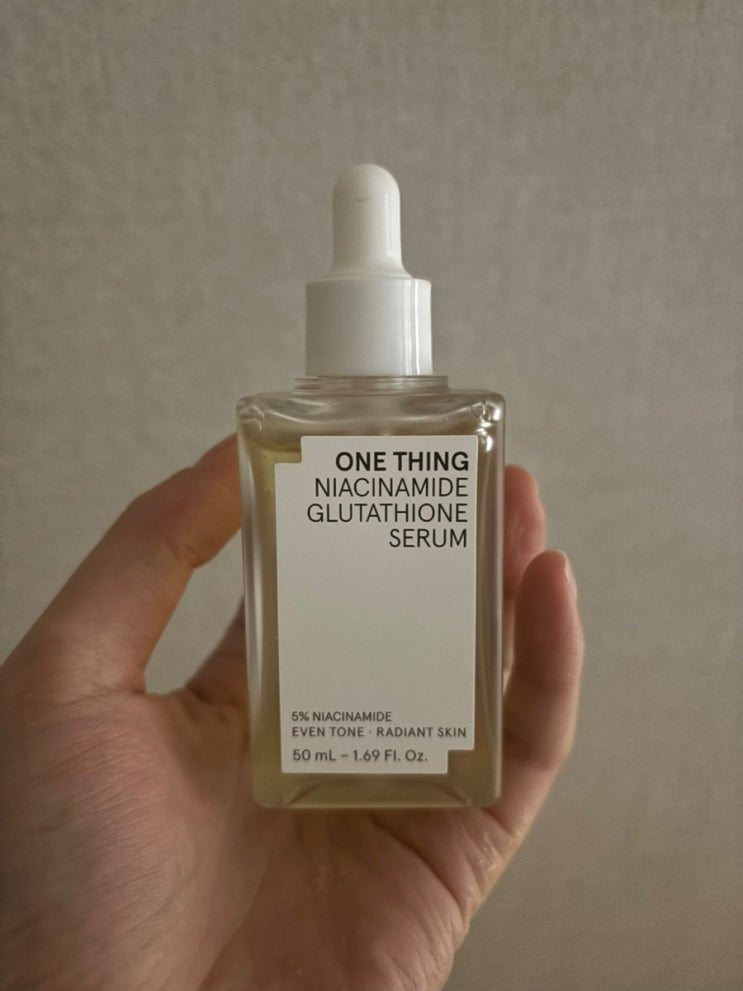 ONE THING
NIACINAMIDE
GLUTATHIONE
SERUM
5% NIACINAMIDE
EVEN TONE · RADIANT SKIN
50 mL – 1.69 Fl. Oz.